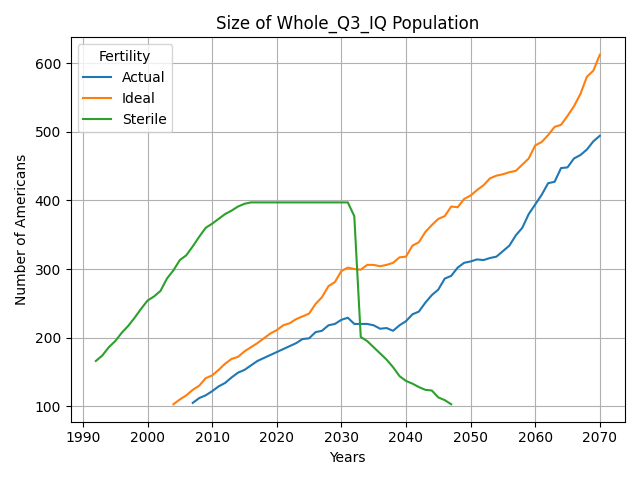 Size of Whole_Q3_IQ Population
Fertility
Actual
Ideal
Sterile
Number of Americans
600
500
400
300
200
100
1990 2000 2010 2020 2030 2040 2050 2060 2070
Years